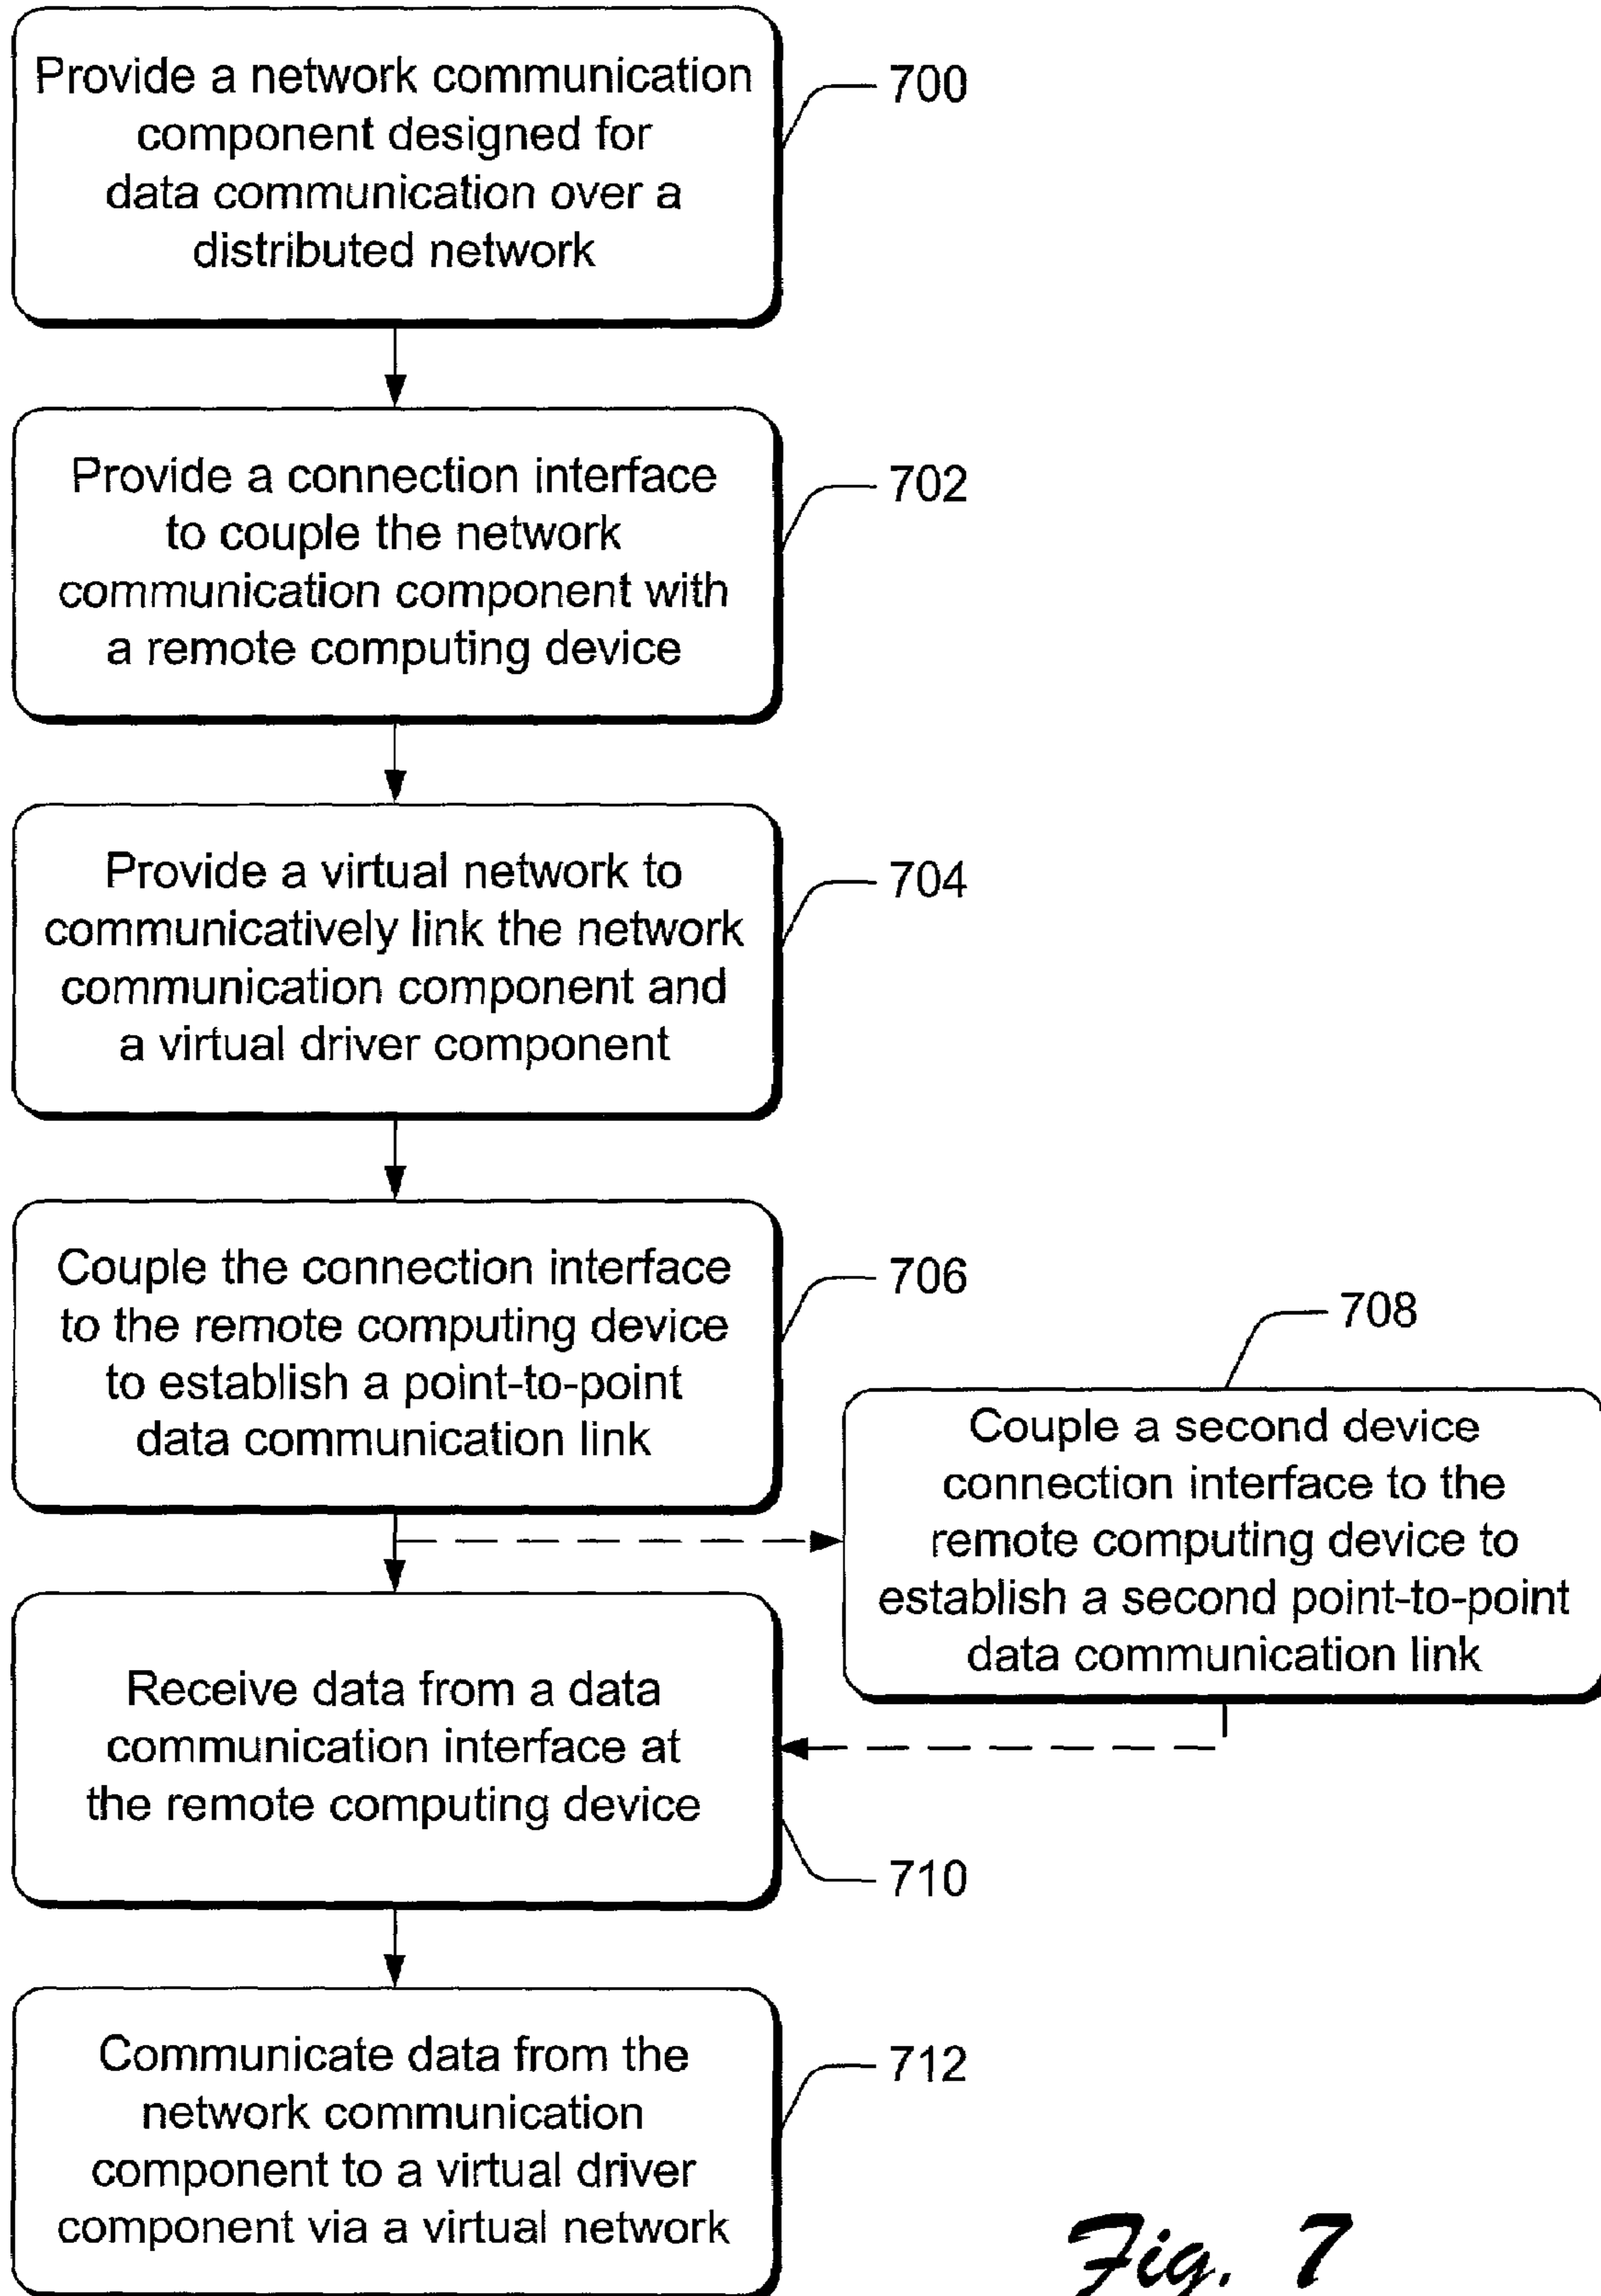 Provide a network communication
component designed for
data communication over a
distributed network
700
Provide a connection interface
to couple the network
communication component with
a remote computing device
702
Provide a virtual network to
communicatively link the network
communication component and
a virtual driver component
704
Couple the connection interface
to the remote computing device
to establish a point-to-point
data communication link
706
708
Couple a second device
connection interface to the
remote computing device to
establish a second point-to-point
data communication link
Receive data from a data
communication interface at
the remote computing device
710
Communicate data from the
network communication
component to a virtual driver
component via a virtual network
712
Fig. 7